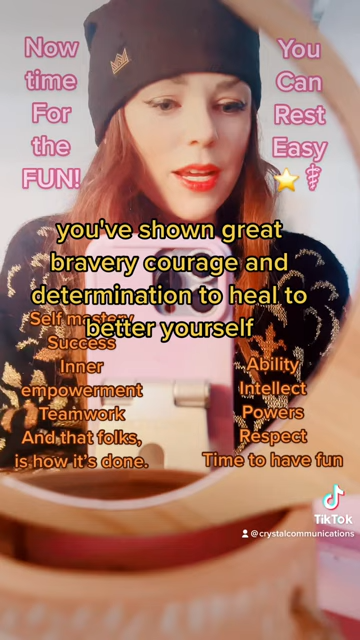 Now
time
For
the
FUN!
You
Can
Rest
Easy
⭐⚕
you've shown great
bravery courage and
determination to heal to
better yourself
Self mastery
Success
Inner
empowerment
Teamwork
And that folks,
is how it's done.
Ability
Intellect
Powers
Respect
Time to have fun
TikTok
@crystalcommunications